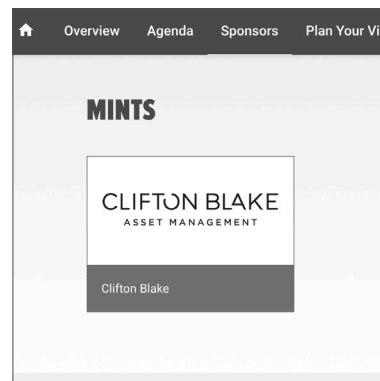 Overview Agenda Sponsors Plan Your Vi
MINTS
CLIFTON BLAKE
ASSET MANAGEMENT
Clifton Blake